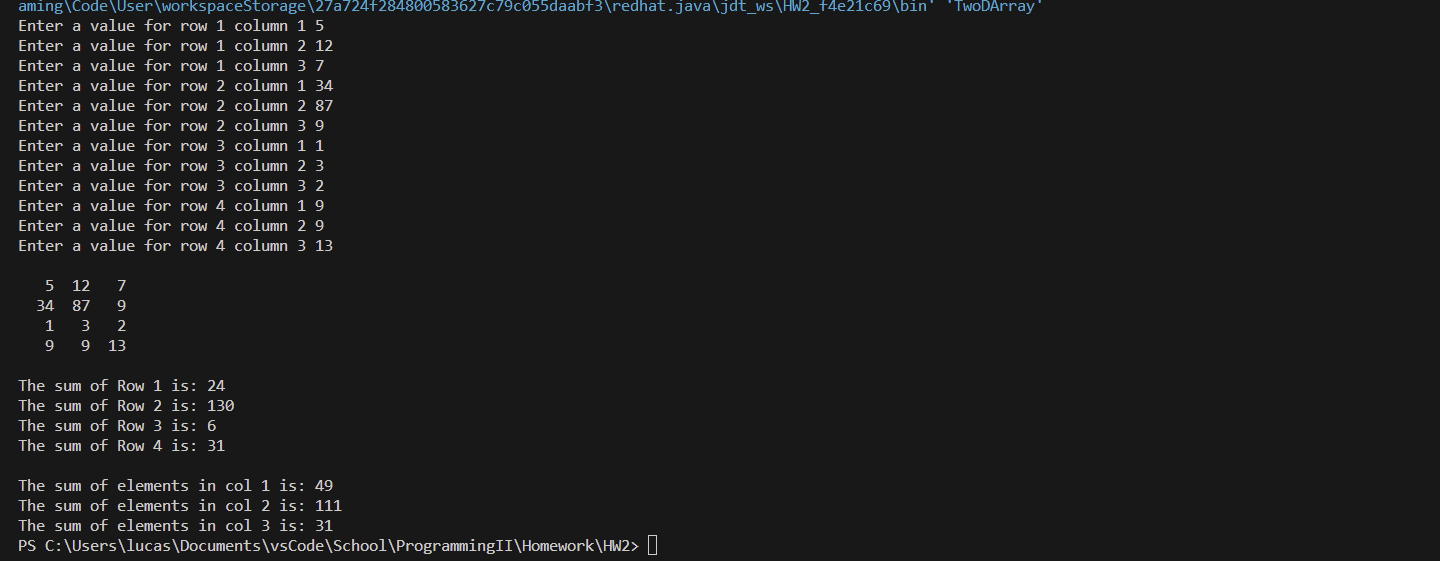 aming\Code\User\workspaceStorage\27a724f284800583627c79c055daabf3\redhat.java\jdt_ws\HW2_f4e21c69\bin' 'TwoDArray'
Enter a value for row 1 column 1 5
Enter a value for row 1 column 2 12
Enter a value for row 1 column 3 7
Enter a value for row 2 column 1 34
Enter a value for row 2 column 2 87
Enter a value for row 2 column 3 9
Enter a value for row 3 column 1 1
Enter a value for row 3 column 2 3
Enter a value for row 3 column 3 2
Enter a value for row 4 column 1 9
Enter a value for row 4 column 2 9
Enter a value for row 4 column 3 13
5 12 7
34 87 9
1 3 2
9 9 13
The sum of Row 1 is: 24
The sum of Row 2 is: 130
The sum of Row 3 is: 6
The sum of Row 4 is: 31
The sum of elements in col 1 is: 49
The sum of elements in col 2 is: 111
The sum of elements in col 3 is: 31
PS C:\Users\lucas\Documents\vsCode\School\ProgrammingII\Homework\HW2>